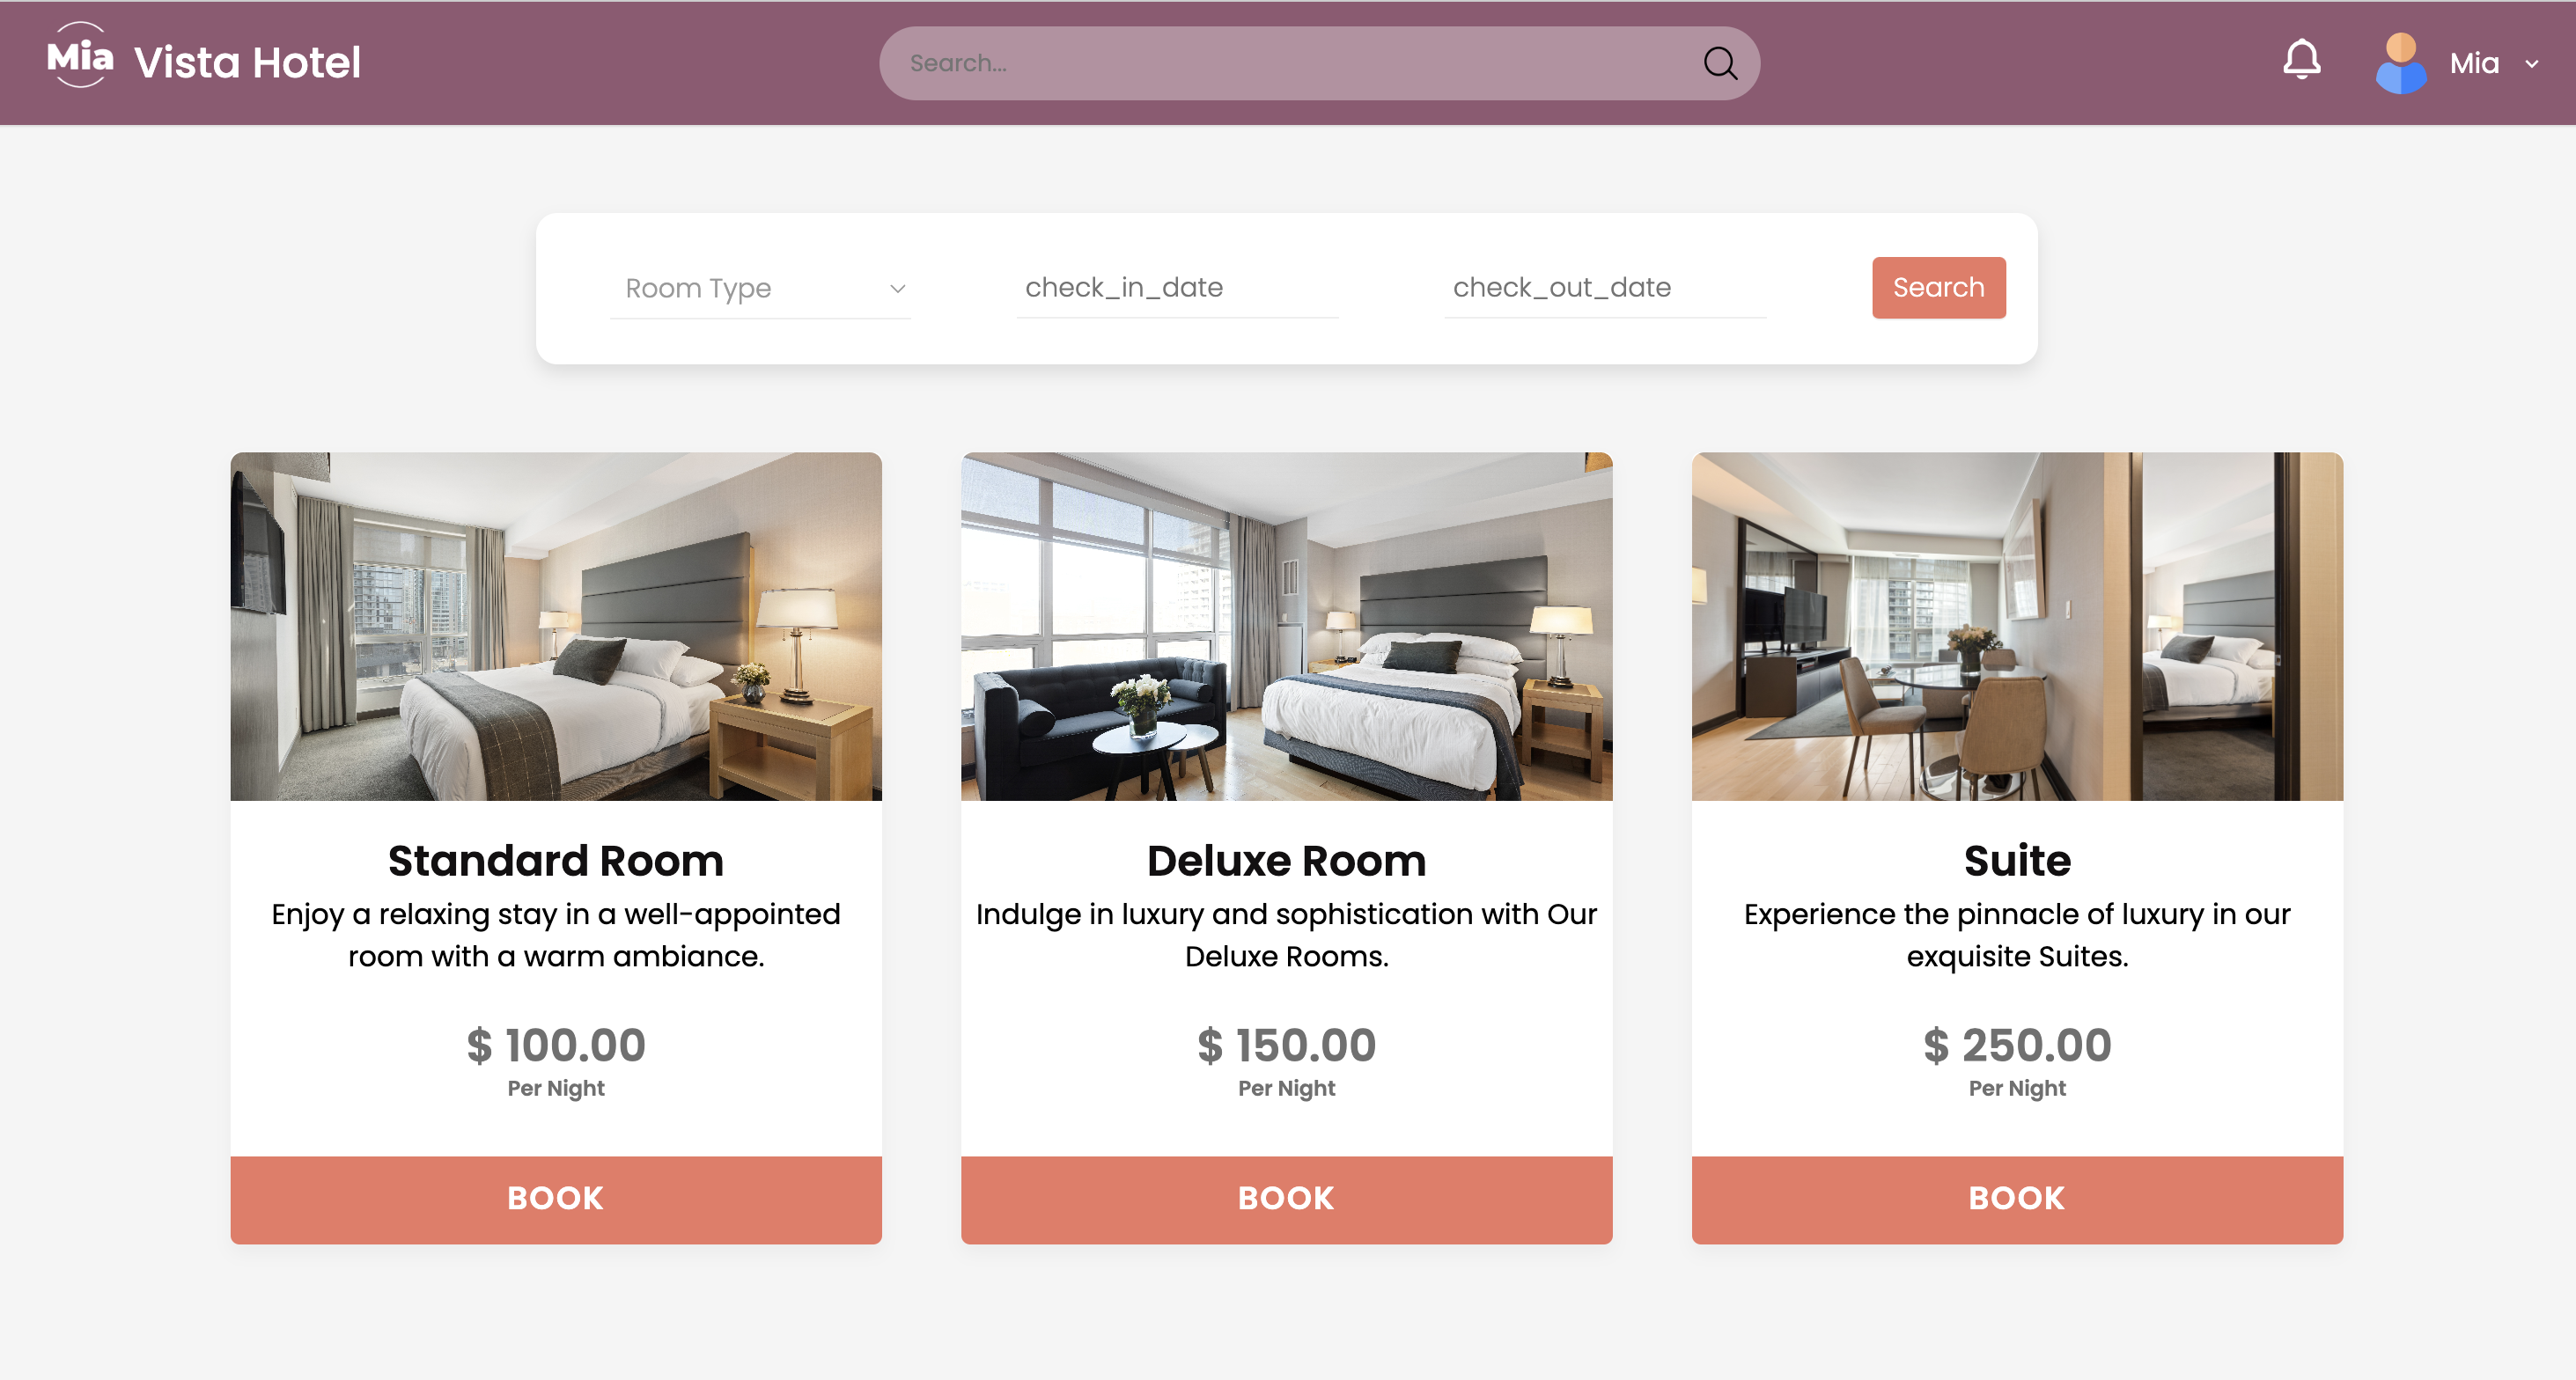 Mia Vista Hotel
Search...
Mia
Room Type
check_in_date
check_out_date
Search
Standard Room
Enjoy a relaxing stay in a well-appointed
room with a warm ambiance.
$ 100.00
Per Night
BOOK
Deluxe Room
Indulge in luxury and sophistication with Our
Deluxe Rooms.
$ 150.00
Per Night
BOOK
Suite
Experience the pinnacle of luxury in our
exquisite Suites.
$ 250.00
Per Night
BOOK